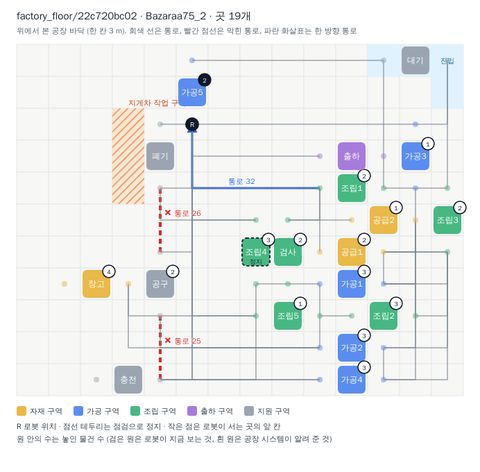 factory_floor/22c720bc02 · Bazaraa75_2 · 곳 19개
위에서 본 공장 바닥 (한 칸 3 m). 회색 선은 통로, 빨간 점선은 막힌 통로, 파란 화살표는 한 방향 통로
대기
진입
2
가공5
지게차 작업 구
R
1
폐기
출하
가공3
2
통로 32
조립1
1
2
공급2
조립3
✕ 통로 26
3
2
2
조립4
검사
공급1
정지
4
2
3
창고
공구
가공1
1
3
조립5
조립2
✕ 통로 25
3
가공2
3
충전
가공4
자재 구역
가공 구역
조립 구역
출하 구역
지원 구역
R 로봇 위치 · 점선 테두리는 점검으로 정지 · 작은 점은 로봇이 서는 곳의 앞 칸
원 안의 수는 놓인 물건 수 (검은 원은 로봇이 지금 보는 것, 흰 원은 공장 시스템이 알려 준 것)